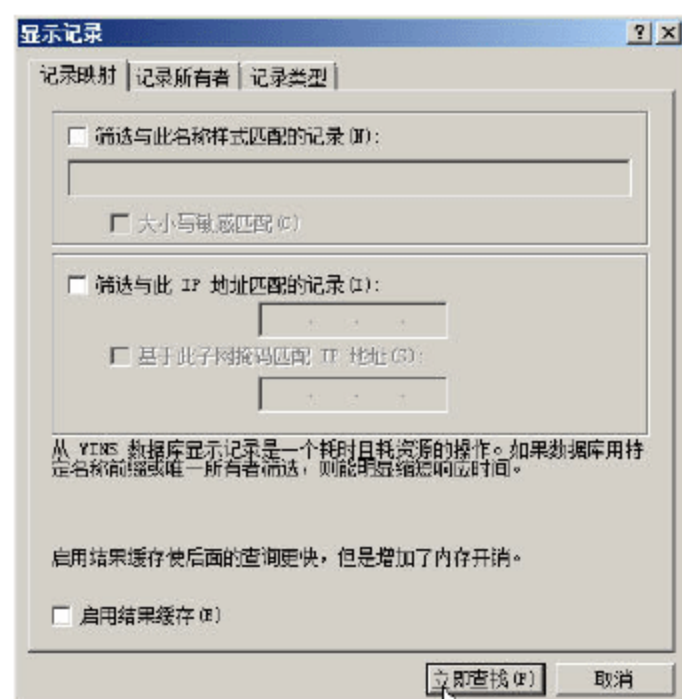 显示记录
记录映射 记录所有者 记录类型
筛选与此名称样式匹配的记录(N):
大小写敏感匹配(C)
筛选与此 IP 地址匹配的记录(I):
基于此子网掩码匹配 IP 地址(S):
从 WINS 数据库显示记录是一个耗时且耗资源的操作。如果数据库用特
定名称前缀或唯一所有者筛选，则能明显缩短响应时间。
启用结果缓存使后面的查询更快，但是增加了内存开销。
启用结果缓存(E)
立即查找(F) 取消